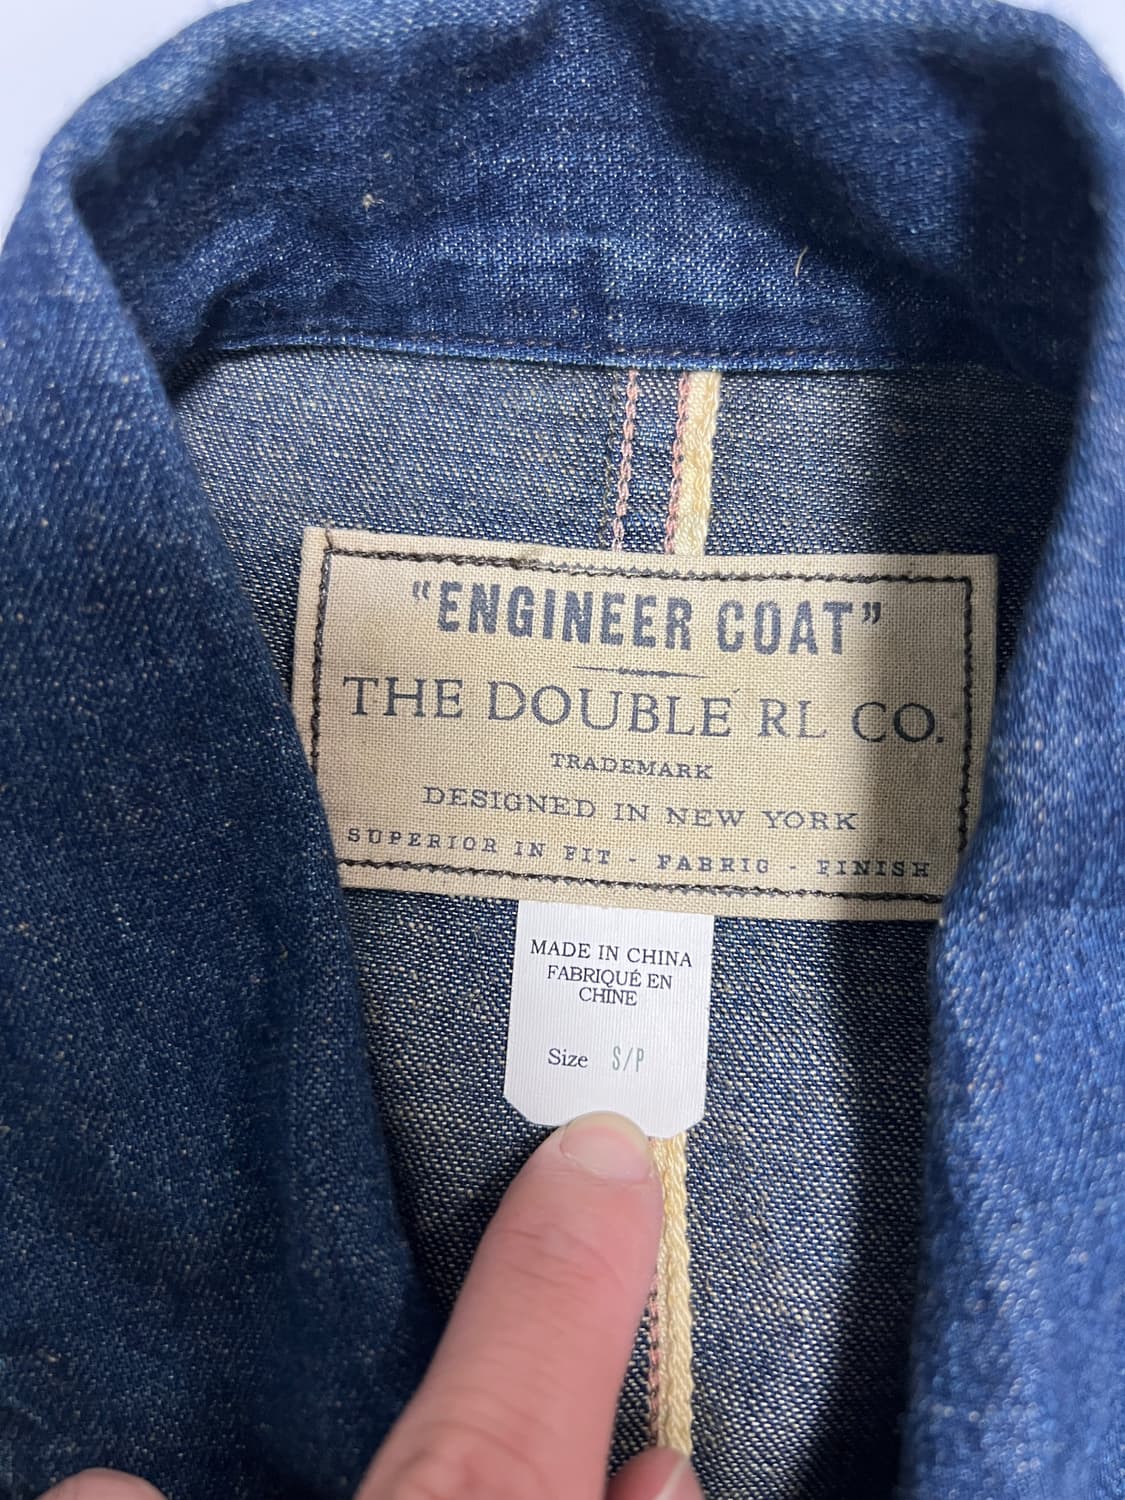 "ENGINEER COAT"
THE DOUBLE RL CO.
TRADEMARK
DESIGNED IN NEW YORK
SUPERIOR IN FIT - FABRIC - FINISH
MADE IN CHINA
FABRIQUÉ EN
CHINE
Size S/P